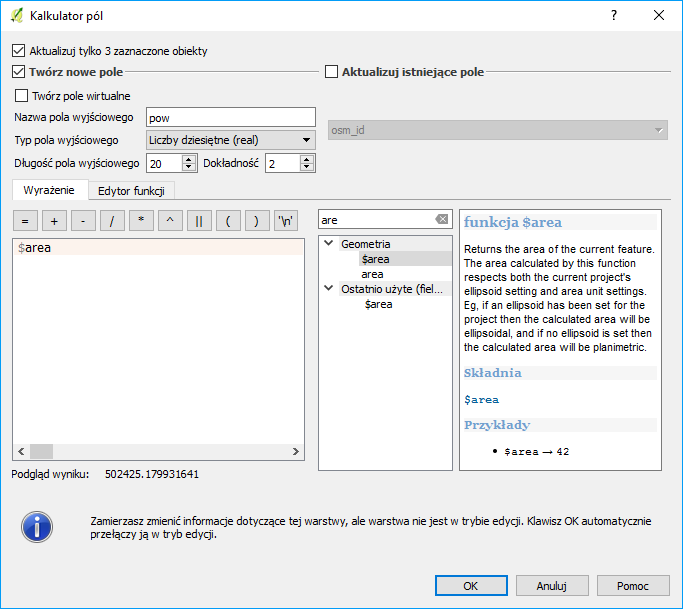 Kalkulator pól
?
Aktualizuj tylko 3 zaznaczone obiekty
Twórz nowe pole
Aktualizuj istniejące pole
Twórz pole wirtualne
Nazwa pola wyjściowego pow
Typ pola wyjściowego Liczby dziesiętne (real)
osm_id
Długość pola wyjściowego 20 Dokładność 2
Wyrażenie Edytor funkcji
= + - / * ^ || ( ) '\n'
$area
Podgląd wyniku: 502425.179931641
are
Geometria
$area
area
Ostatnio użyte (fiel...
$area
funkcja $area
Returns the area of the current feature.
The area calculated by this function
respects both the current project's
ellipsoid setting and area unit settings.
Eg, if an ellipsoid has been set for the
project then the calculated area will be
ellipsoidal, and if no ellipsoid is set then
the calculated area will be planimetric.
Składnia
$area
Przykłady
• $area → 42
Zamierzasz zmienić informacje dotyczące tej warstwy, ale warstwa nie jest w trybie edycji. Klawisz OK automatycznie
przełączy ją w tryb edycji.
OK Anuluj Pomoc